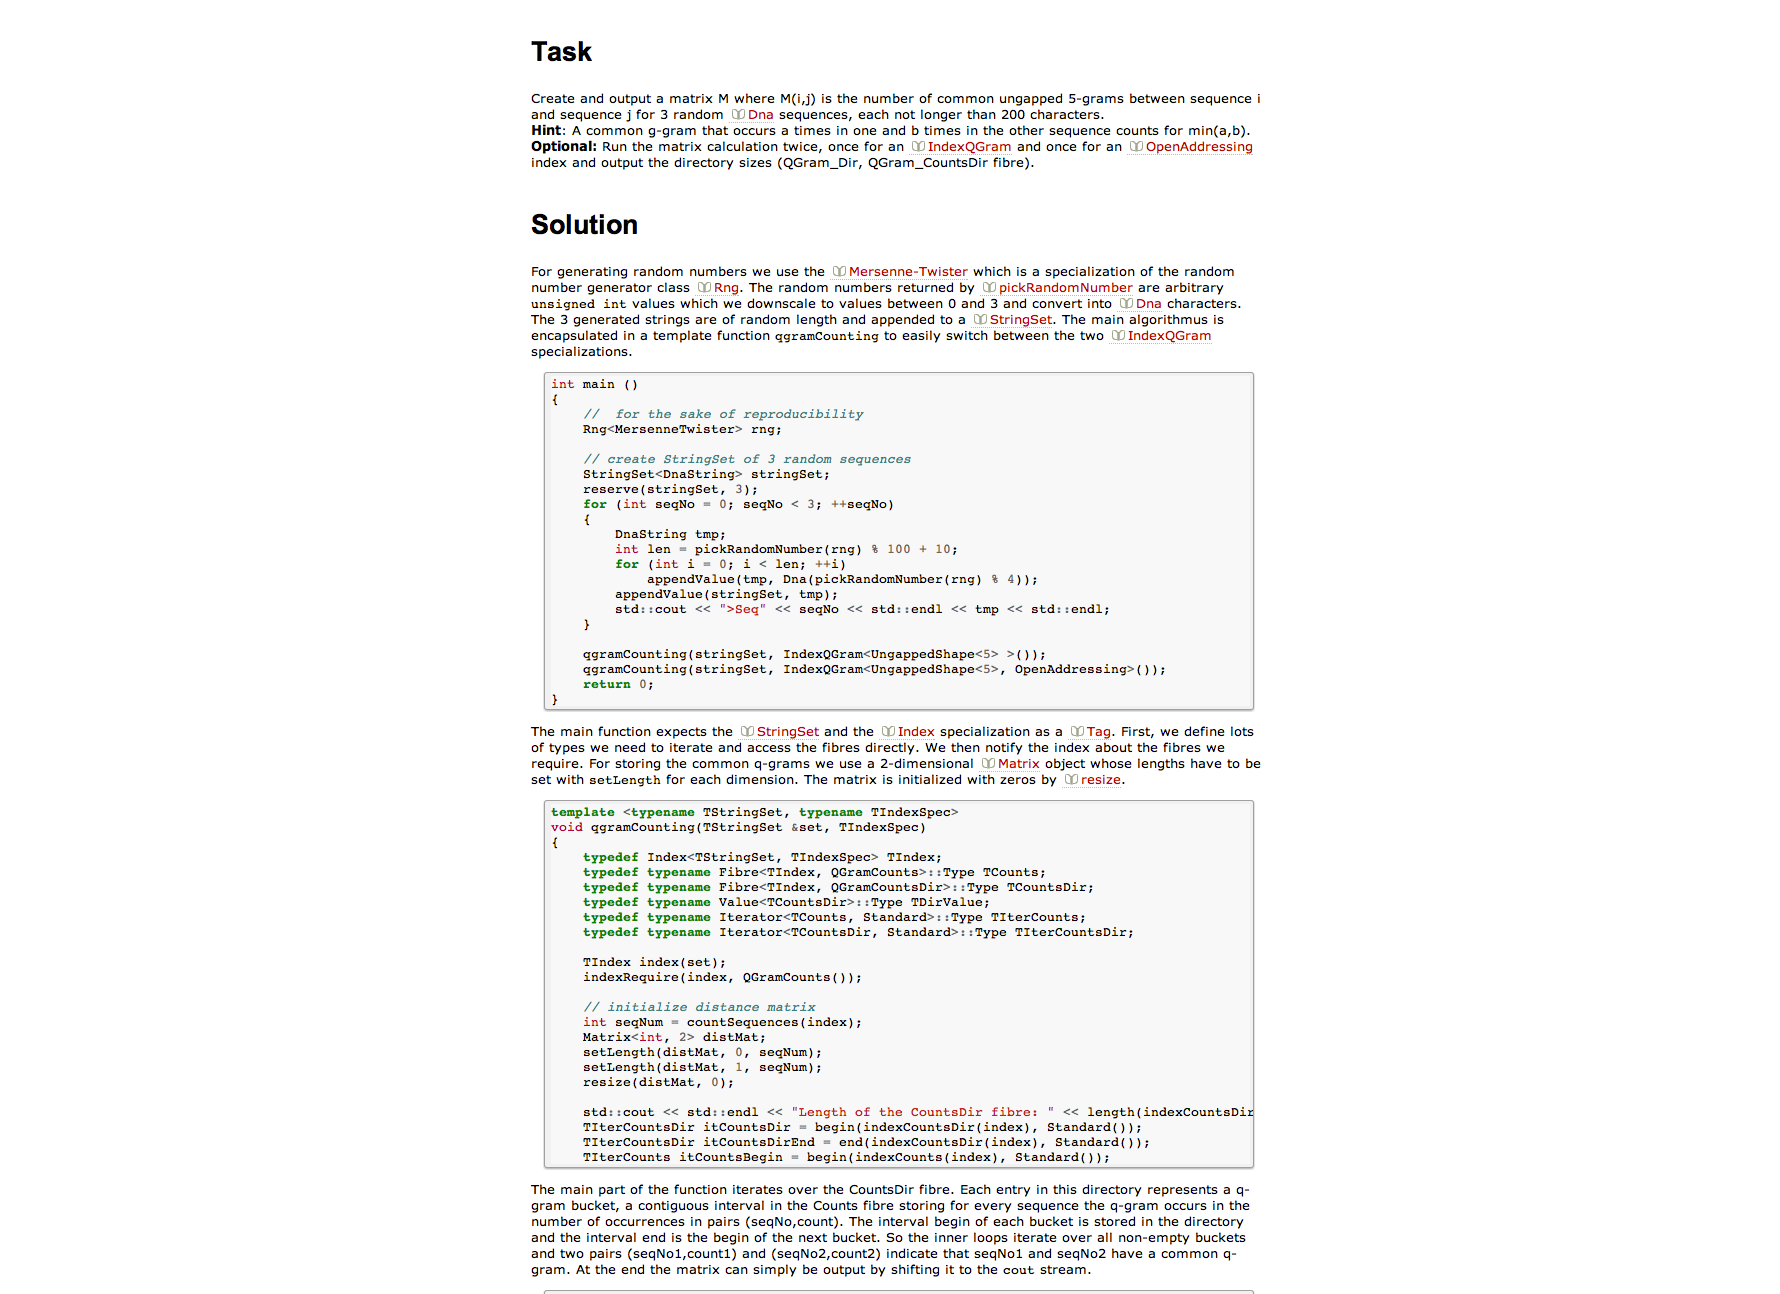 Task
Create and output a matrix M where M(i,j) is the number of common ungapped 5-grams between sequence i
and sequence j for 3 random Dna sequences, each not longer than 200 characters.
Hint: A common g-gram that occurs a times in one and b times in the other sequence counts for min(a,b).
Optional: Run the matrix calculation twice, once for an IndexQGram and once for an OpenAddressing
index and output the directory sizes (QGram_Dir, QGram_CountsDir fibre).
Solution
For generating random numbers we use the Mersenne-Twister which is a specialization of the random
number generator class Rng. The random numbers returned by pickRandomNumber are arbitrary
unsigned int values which we downscale to values between 0 and 3 and convert into Dna characters.
The 3 generated strings are of random length and appended to a StringSet. The main algorithmus is
encapsulated in a template function qgramCounting to easily switch between the two IndexQGram
specializations.
int main ()
{
    //  for the sake of reproducibility
    Rng<MersenneTwister> rng;
    // create StringSet of 3 random sequences
    StringSet<DnaString> stringSet;
    reserve(stringSet, 3);
    for (int seqNo = 0; seqNo < 3; ++seqNo)
    {
        DnaString tmp;
        int len = pickRandomNumber(rng) % 100 + 10;
        for (int i = 0; i < len; ++i)
            appendValue(tmp, Dna(pickRandomNumber(rng) % 4));
        appendValue(stringSet, tmp);
        std::cout << ">Seq" << seqNo << std::endl << tmp << std::endl;
    }
    qgramCounting(stringSet, IndexQGram<UngappedShape<5> >());
    qgramCounting(stringSet, IndexQGram<UngappedShape<5>, OpenAddressing>());
    return 0;
}
The main function expects the StringSet and the Index specialization as a Tag. First, we define lots
of types we need to iterate and access the fibres directly. We then notify the index about the fibres we
require. For storing the common q-grams we use a 2-dimensional Matrix object whose lengths have to be
set with setLength for each dimension. The matrix is initialized with zeros by resize.
template <typename TStringSet, typename TIndexSpec>
void qgramCounting(TStringSet &set, TIndexSpec)
{
    typedef Index<TStringSet, TIndexSpec> TIndex;
    typedef typename Fibre<TIndex, QGramCounts>::Type TCounts;
    typedef typename Fibre<TIndex, QGramCountsDir>::Type TCountsDir;
    typedef typename Value<TCountsDir>::Type TDirValue;
    typedef typename Iterator<TCounts, Standard>::Type TIterCounts;
    typedef typename Iterator<TCountsDir, Standard>::Type TIterCountsDir;
    TIndex index(set);
    indexRequire(index, QGramCounts());
    // initialize distance matrix
    int seqNum = countSequences(index);
    Matrix<int, 2> distMat;
    setLength(distMat, 0, seqNum);
    setLength(distMat, 1, seqNum);
    resize(distMat, 0);
    std::cout << std::endl << "Length of the CountsDir fibre: " << length(indexCountsDir
    TIterCountsDir itCountsDir = begin(indexCountsDir(index), Standard());
    TIterCountsDir itCountsDirEnd = end(indexCountsDir(index), Standard());
    TIterCounts itCountsBegin = begin(indexCounts(index), Standard());
The main part of the function iterates over the CountsDir fibre. Each entry in this directory represents a q-
gram bucket, a contiguous interval in the Counts fibre storing for every sequence the q-gram occurs in the
number of occurrences in pairs (seqNo,count). The interval begin of each bucket is stored in the directory
and the interval end is the begin of the next bucket. So the inner loops iterate over all non-empty buckets
and two pairs (seqNo1,count1) and (seqNo2,count2) indicate that seqNo1 and seqNo2 have a common q-
gram. At the end the matrix can simply be output by shifting it to the cout stream.